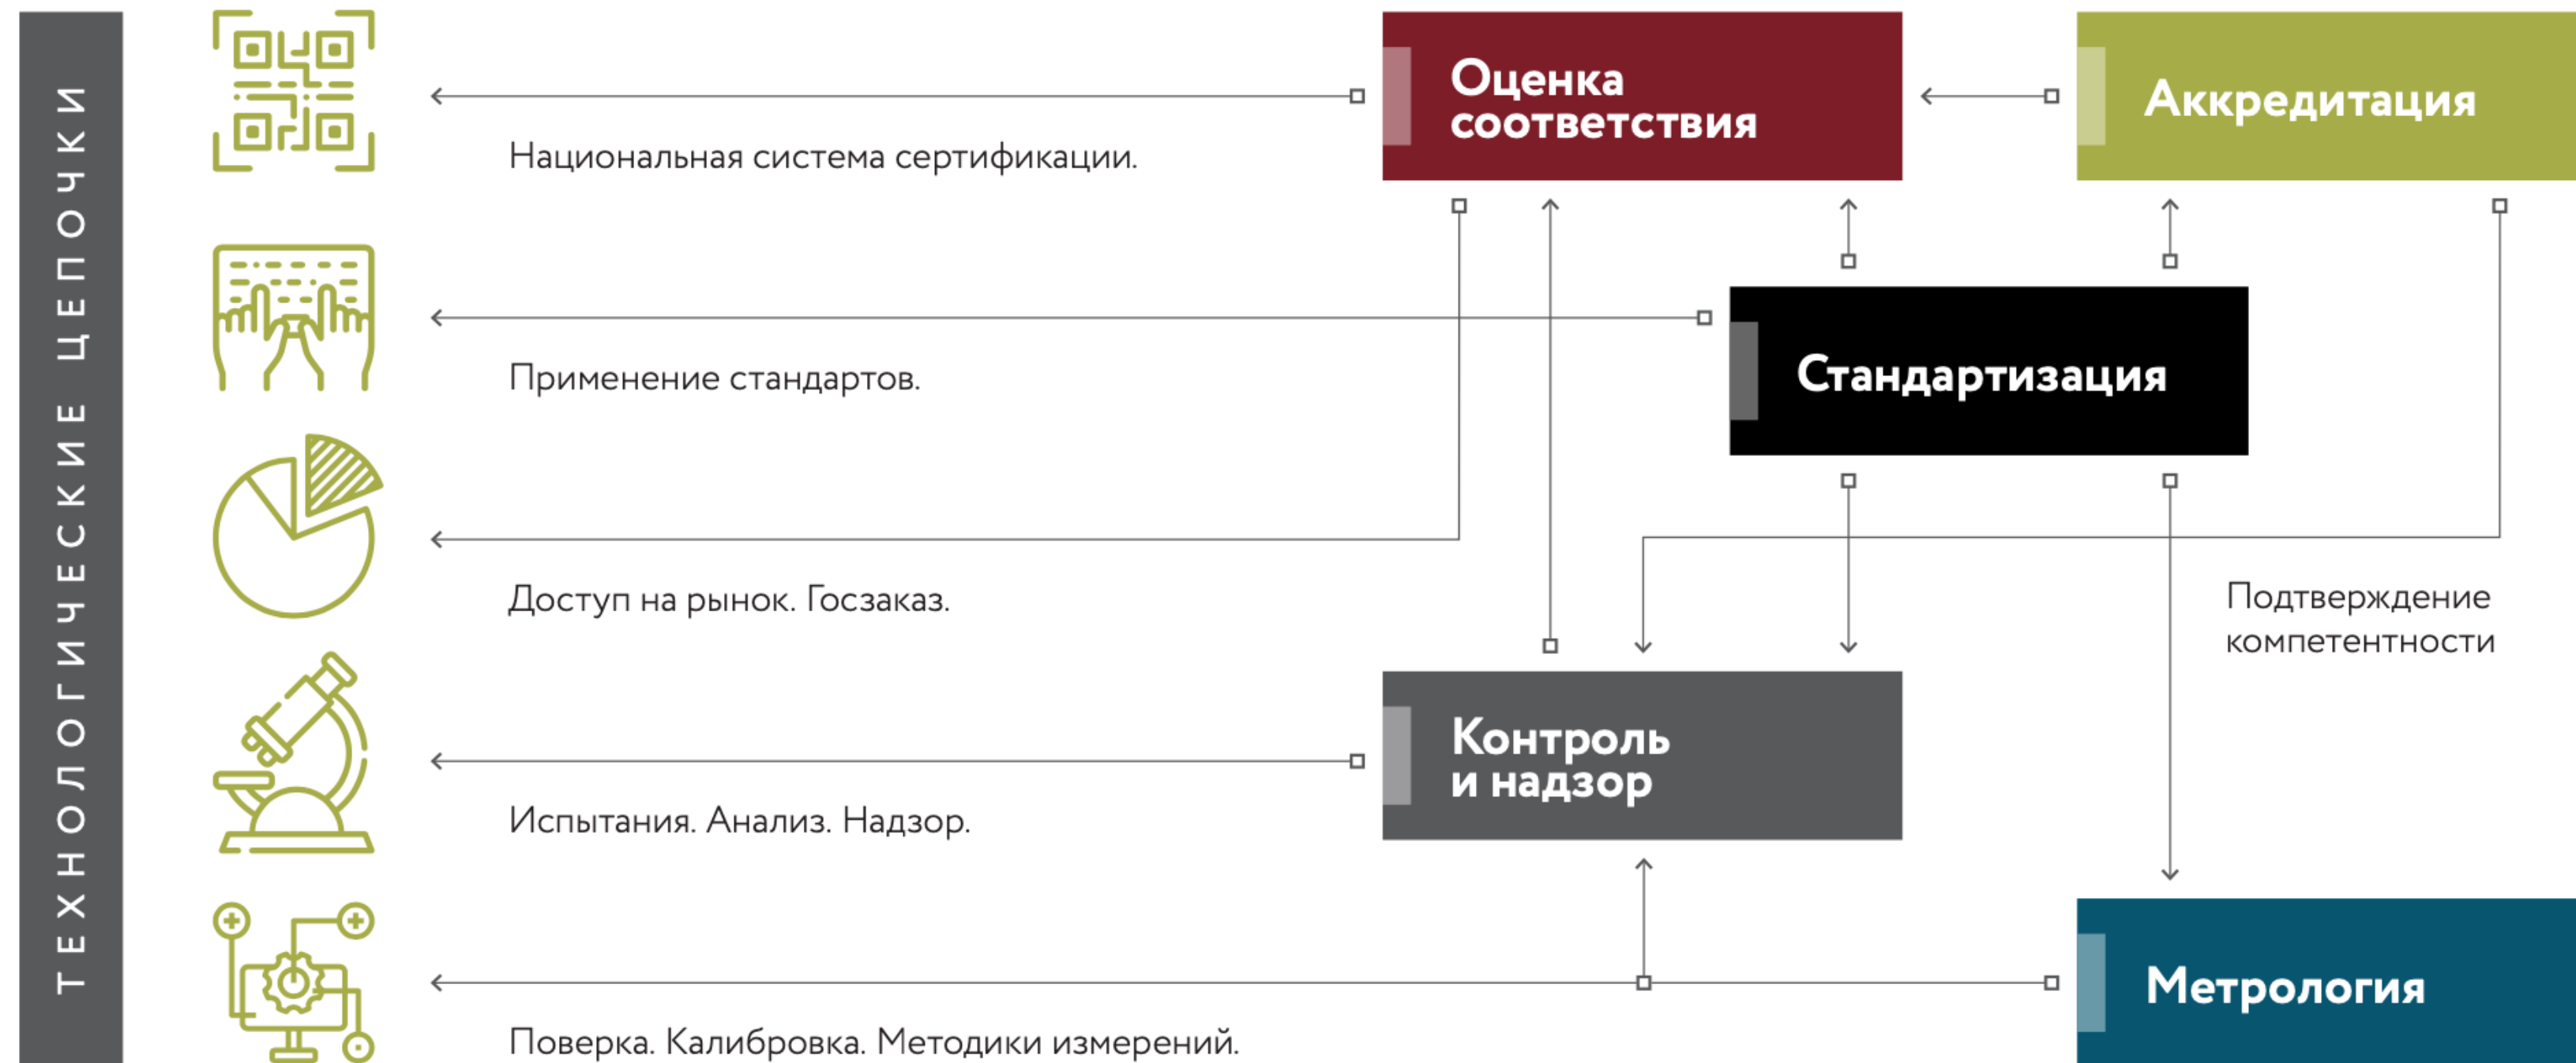 ТЕХНОЛОГИЧЕСКИЕ ЦЕПОЧКИ
Оценка
соответствия
Аккредитация
Национальная система сертификации.
Стандартизация
Применение стандартов.
Доступ на рынок. Госзаказ.
Подтверждение
компетентности
Контроль
и надзор
Испытания. Анализ. Надзор.
Метрология
Поверка. Калибровка. Методики измерений.